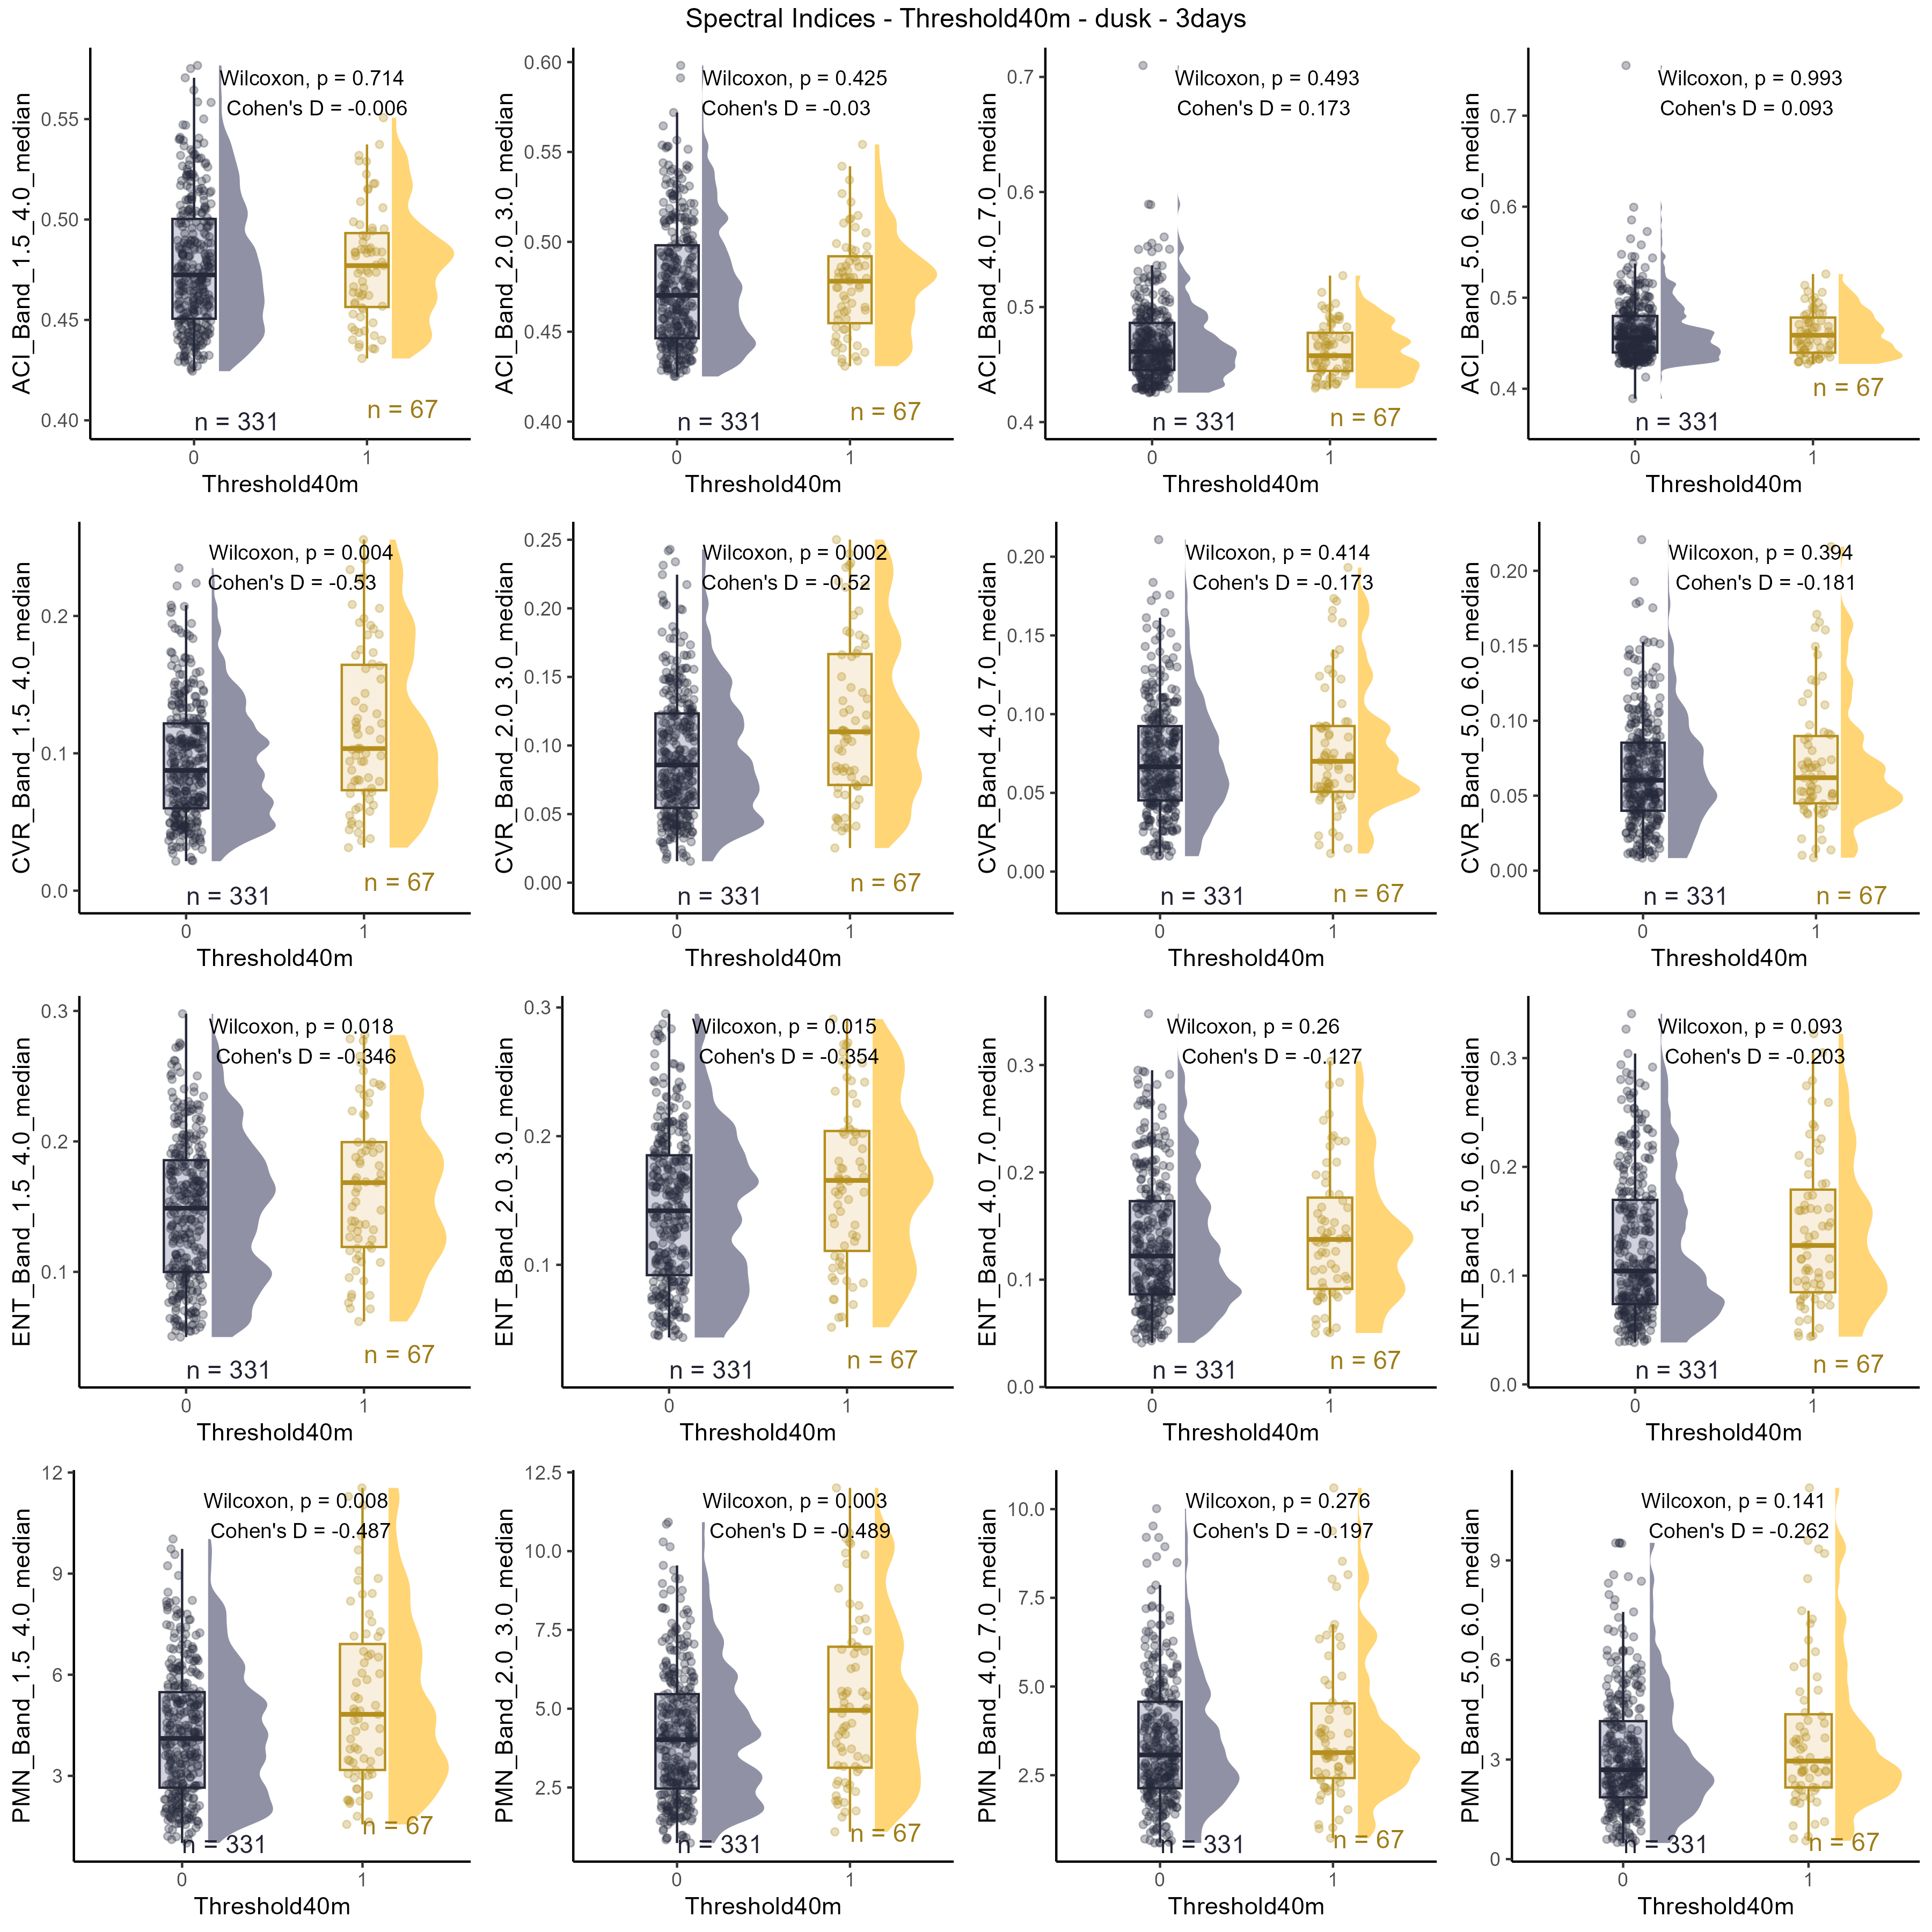 Spectral Indices - Threshold40m - dusk - 3days
ACI_Band_1.5_4.0_median
0.55
0.50
0.45
0.40
Wilcoxon, p = 0.714
Cohen's D = -0.006
n = 331
n = 67
0
1
Threshold40m
ACI_Band_2.0_3.0_median
0.60
0.55
0.50
0.45
0.40
Wilcoxon, p = 0.425
Cohen's D = -0.03
n = 331
n = 67
0
1
Threshold40m
ACI_Band_4.0_7.0_median
0.7
0.6
0.5
0.4
Wilcoxon, p = 0.493
Cohen's D = 0.173
n = 331
n = 67
0
1
Threshold40m
ACI_Band_5.0_6.0_median
0.7
0.6
0.5
0.4
Wilcoxon, p = 0.993
Cohen's D = 0.093
n = 331
n = 67
0
1
Threshold40m
CVR_Band_1.5_4.0_median
0.2
0.1
0.0
Wilcoxon, p = 0.004
Cohen's D = -0.53
n = 331
n = 67
0
1
Threshold40m
CVR_Band_2.0_3.0_median
0.25
0.20
0.15
0.10
0.05
0.00
Wilcoxon, p = 0.002
Cohen's D = -0.52
n = 331
n = 67
0
1
Threshold40m
CVR_Band_4.0_7.0_median
0.20
0.15
0.10
0.05
0.00
Wilcoxon, p = 0.414
Cohen's D = -0.173
n = 331
n = 67
0
1
Threshold40m
CVR_Band_5.0_6.0_median
0.20
0.15
0.10
0.05
0.00
Wilcoxon, p = 0.394
Cohen's D = -0.181
n = 331
n = 67
0
1
Threshold40m
ENT_Band_1.5_4.0_median
0.3
0.2
0.1
Wilcoxon, p = 0.018
Cohen's D = -0.346
n = 331
n = 67
0
1
Threshold40m
ENT_Band_2.0_3.0_median
0.3
0.2
0.1
Wilcoxon, p = 0.015
Cohen's D = -0.354
n = 331
n = 67
0
1
Threshold40m
ENT_Band_4.0_7.0_median
0.3
0.2
0.1
0.0
Wilcoxon, p = 0.26
Cohen's D = -0.127
n = 331
n = 67
0
1
Threshold40m
ENT_Band_5.0_6.0_median
0.3
0.2
0.1
0.0
Wilcoxon, p = 0.093
Cohen's D = -0.203
n = 331
n = 67
0
1
Threshold40m
PMN_Band_1.5_4.0_median
12
9
6
3
Wilcoxon, p = 0.008
Cohen's D = -0.487
n = 331
n = 67
0
1
Threshold40m
PMN_Band_2.0_3.0_median
12.5
10.0
7.5
5.0
2.5
Wilcoxon, p = 0.003
Cohen's D = -0.489
n = 331
n = 67
0
1
Threshold40m
PMN_Band_4.0_7.0_median
10.0
7.5
5.0
2.5
Wilcoxon, p = 0.276
Cohen's D = -0.197
n = 331
n = 67
0
1
Threshold40m
PMN_Band_5.0_6.0_median
9
6
3
0
Wilcoxon, p = 0.141
Cohen's D = -0.262
n = 331
n = 67
0
1
Threshold40m